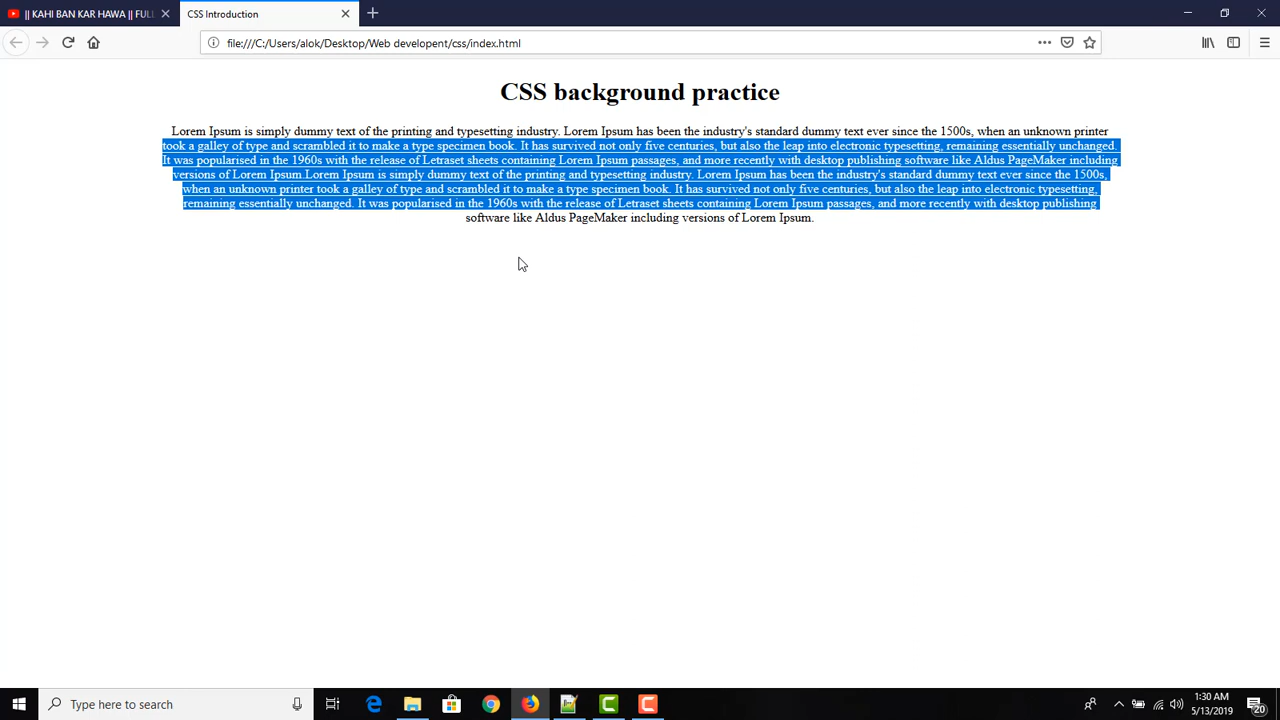 || KAHI BAN KAR HAWA || FULL
CSS Introduction
file:///C:/Users/alok/Desktop/Web developent/css/index.html
CSS background practice
Lorem Ipsum is simply dummy text of the printing and typesetting industry. Lorem Ipsum has been the industry's standard dummy text ever since the 1500s, when an unknown printer
took a galley of type and scrambled it to make a type specimen book. It has survived not only five centuries, but also the leap into electronic typesetting, remaining essentially unchanged.
It was popularised in the 1960s with the release of Letraset sheets containing Lorem Ipsum passages, and more recently with desktop publishing software like Aldus PageMaker including
versions of Lorem Ipsum.Lorem Ipsum is simply dummy text of the printing and typesetting industry. Lorem Ipsum has been the industry's standard dummy text ever since the 1500s,
when an unknown printer took a galley of type and scrambled it to make a type specimen book. It has survived not only five centuries, but also the leap into electronic typesetting,
remaining essentially unchanged. It was popularised in the 1960s with the release of Letraset sheets containing Lorem Ipsum passages, and more recently with desktop publishing
software like Aldus PageMaker including versions of Lorem Ipsum.
Type here to search
1:30 AM
5/13/2019
20